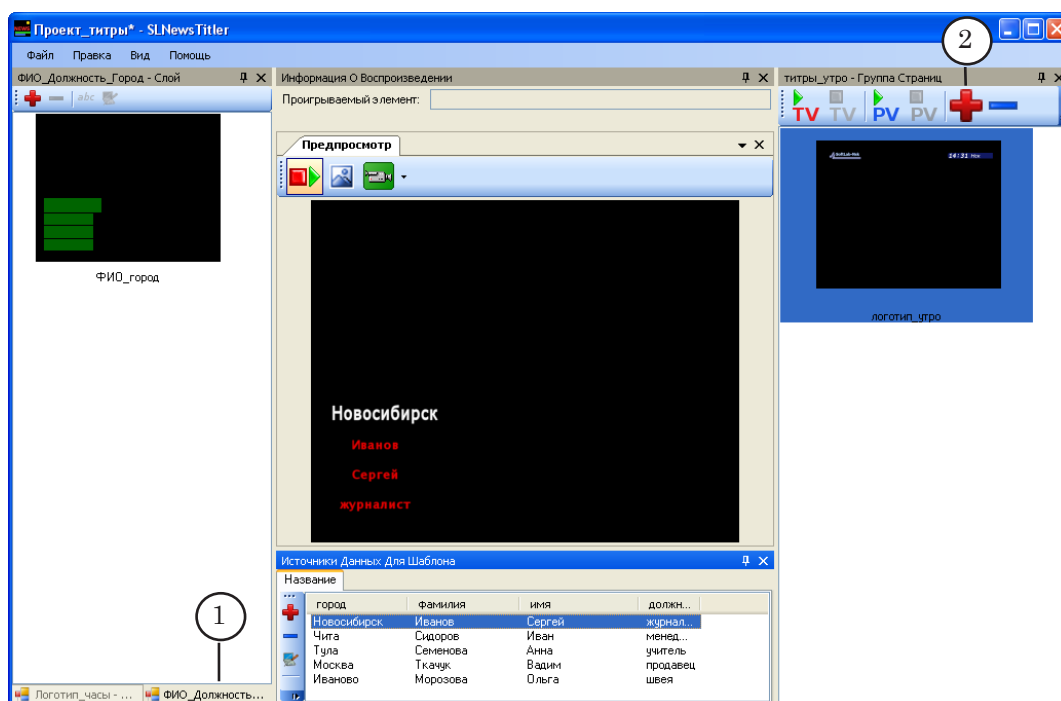 Проект_титры* - SLNewsTitler
2
Файл Правка Вид Помощь
ФИО_Должность_Город - Слой
abc
ФИО_город
Информация О Воспроизведении
Проигрываемый элемент:
Предпросмотр
Новосибирск
Иванов
Сергей
журналист
титры_утро - Группа Страниц
TV TV PV PV
14:31
логотип_утро
Источники Данных Для Шаблона
Название
город фамилия имя должн...
Новосибирск Иванов Сергей журнал...
Чита Сидоров Иван менед...
Тула Семенова Анна учитель
Москва Ткачук Вадим продавец
Иваново Морозова Ольга швея
1
Логотип_часы - ... ФИО_Должность...